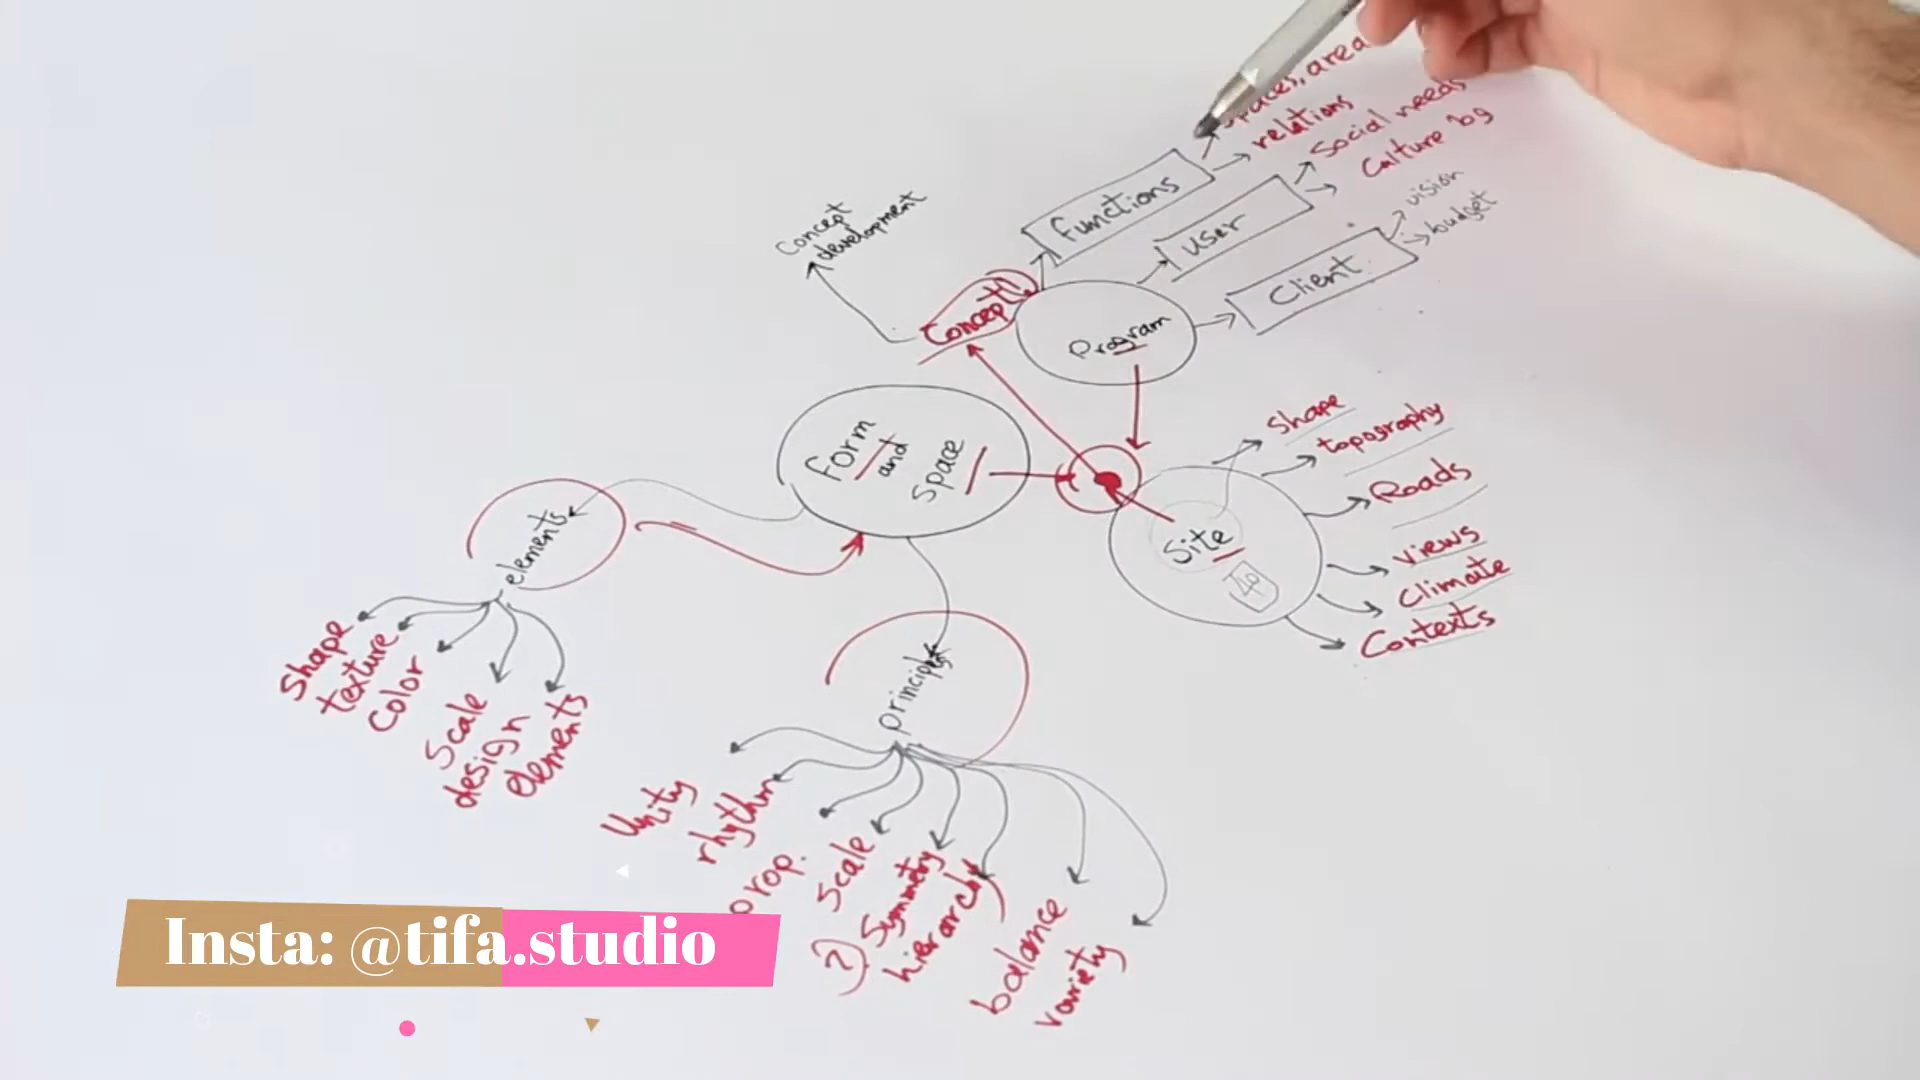 spaces, area
relations
Social needs
Culture bg
vision
budget
functions
User
Client
Concept
development
Concept
Program
form
and
space
Site
shape
topography
Roads
views
Climate
Contexts
elements
shape
texture
Color
Scale
design
elements
principles
Unity
rhythm
prop.
Scale
Symmetry
hierarchy
balance
variety
Insta: @tifa.studio